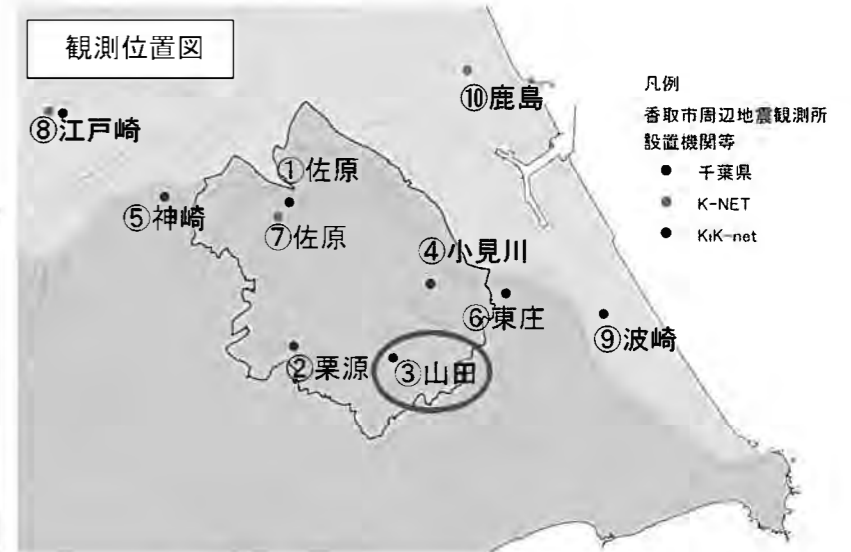 観測位置図
⑩鹿島
⑧江戸崎
①佐原
⑤神崎
⑦佐原
④小見川
⑥東庄
⑨波崎
②栗源
③山田
凡例
香取市周辺地震観測所
設置機関等
千葉県
K-NET
KiK-net